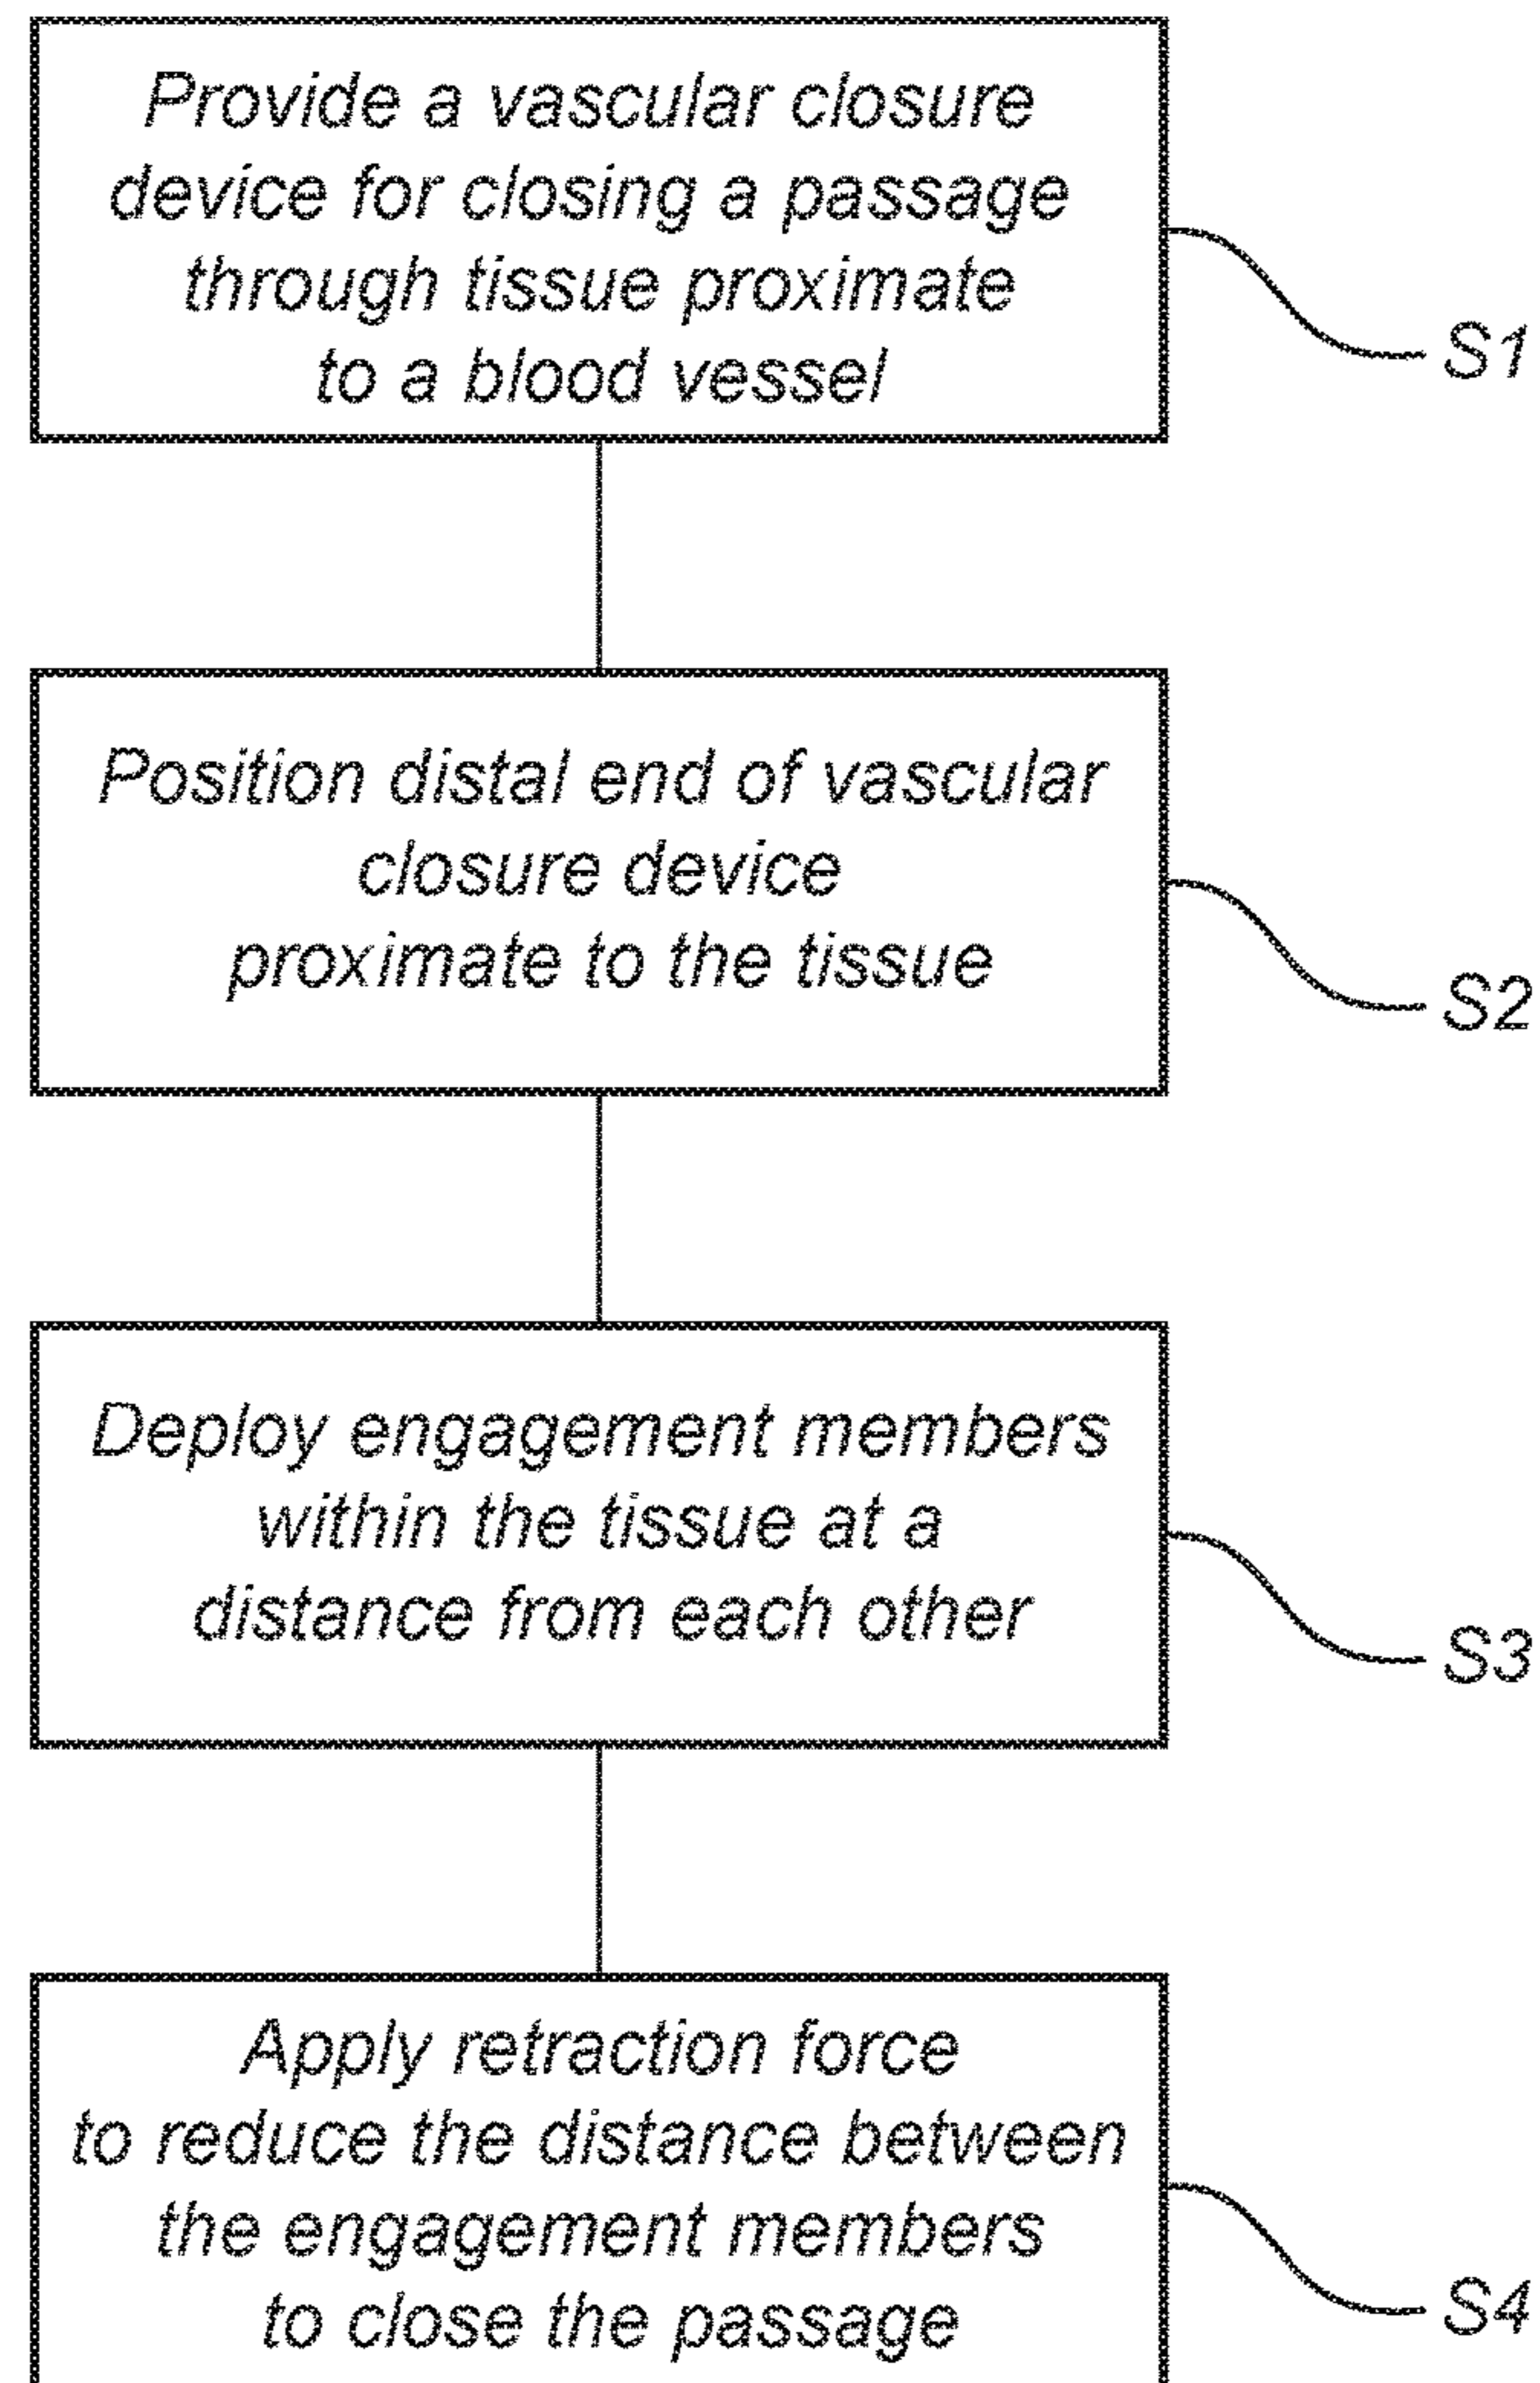 Provide a vascular closure
device for closing a passage
through tissue proximate
to a blood vessel
S1
Position distal end of vascular
closure device
proximate to the tissue
S2
Deploy engagement members
within the tissue at a
distance from each other
S3
Apply retraction force
to reduce the distance between
the engagement members
to close the passage
S4